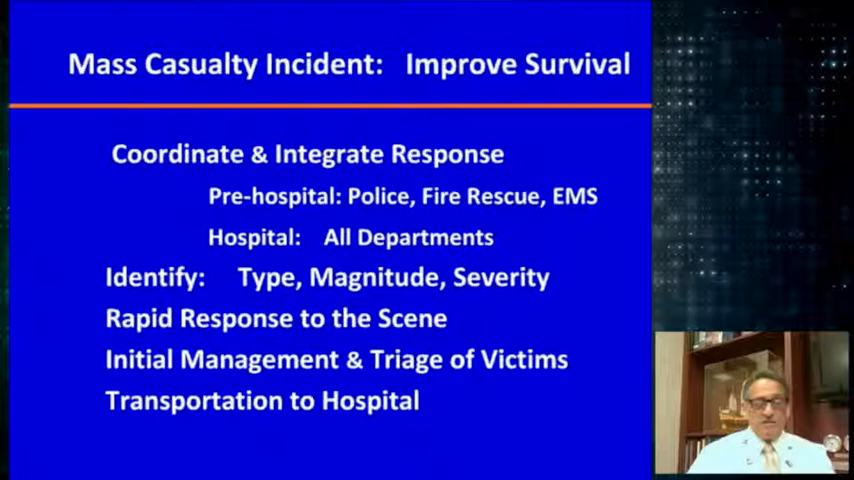 Mass Casualty Incident: Improve Survival
Coordinate & Integrate Response
Pre-hospital: Police, Fire Rescue, EMS
Hospital: All Departments
Identify: Type, Magnitude, Severity
Rapid Response to the Scene
Initial Management & Triage of Victims
Transportation to Hospital